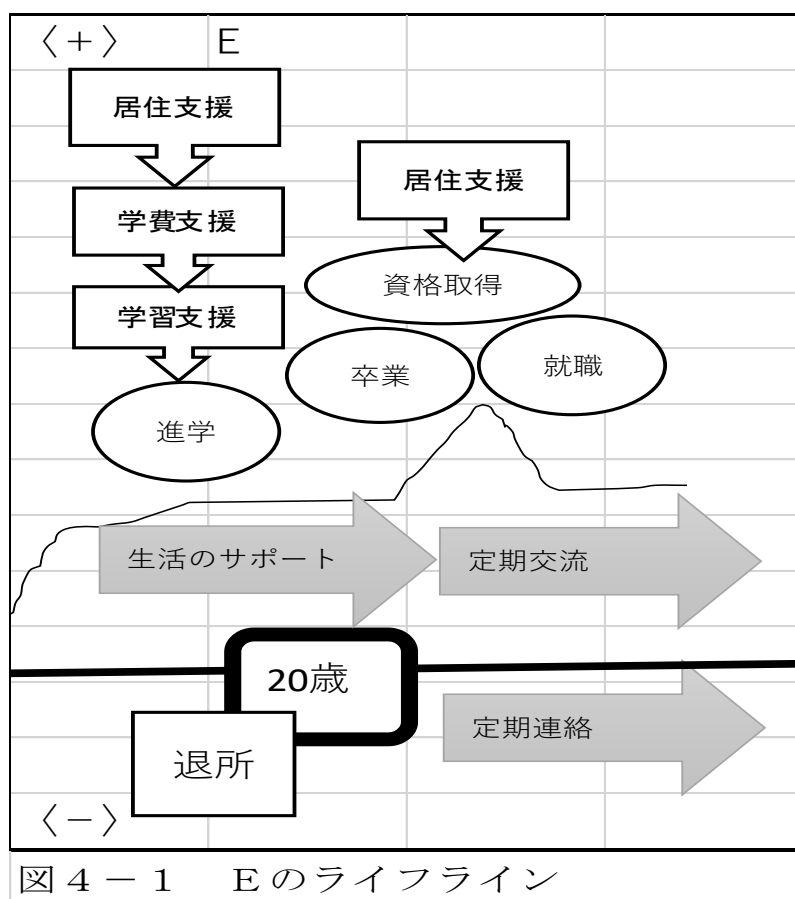 〈＋〉 E
居住支援
居住支援
学費支援
資格取得
学習支援
卒業
就職
進学
生活のサポート
定期交流
20歳
定期連絡
退所
〈－〉
図４－１　Ｅのライフライン